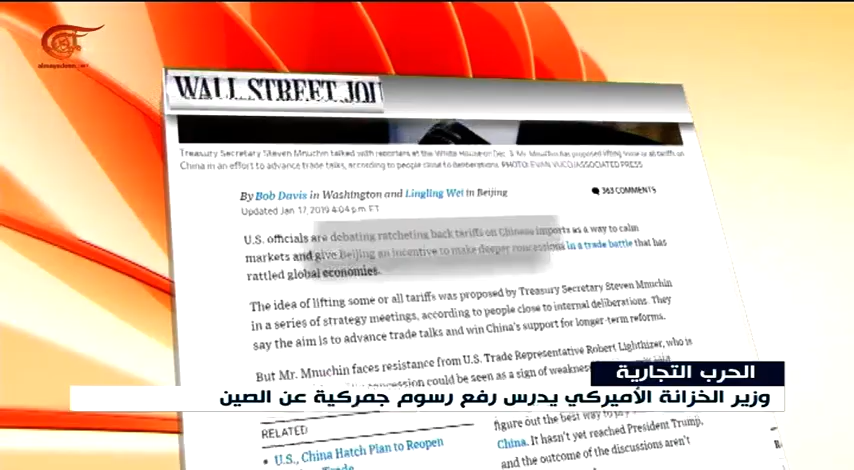 almayadeen.net
WALL STREET JOU
Treasury Secretary Steven Mnuchin talked with reporters at the White House on Dec. 3. Mr. Mnuchin has proposed lifting some or all tariffs on
China in an effort to advance trade talks, according to people close to deliberations. PHOTO: EVAN VUCCI/ASSOCIATED PRESS
By Bob Davis in Washington and Lingling Wei in Beijing
363 COMMENTS
Updated Jan. 17, 2019 4:04 p.m. ET
U.S. officials are debating ratcheting back tariffs on Chinese imports as a way to calm
markets and give Beijing an incentive to make deeper concessions in a trade battle that has
rattled global economies.
The idea of lifting some or all tariffs was proposed by Treasury Secretary Steven Mnuchin
in a series of strategy meetings, according to people close to internal deliberations. They
say the aim is to advance trade talks and win China's support for longer-term reforms.
But Mr. Mnuchin faces resistance from U.S. Trade Representative Robert Lighthizer, who is
concession could be seen as a sign of weakness
الحرب التجارية
وزير الخزانة الأميركي يدرس رفع رسوم جمركية عن الصين
RELATED
• U.S., China Hatch Plan to Reopen
Trade
figure out the best way to
China. It hasn't yet reached President Trump,
and the outcome of the discussions aren't